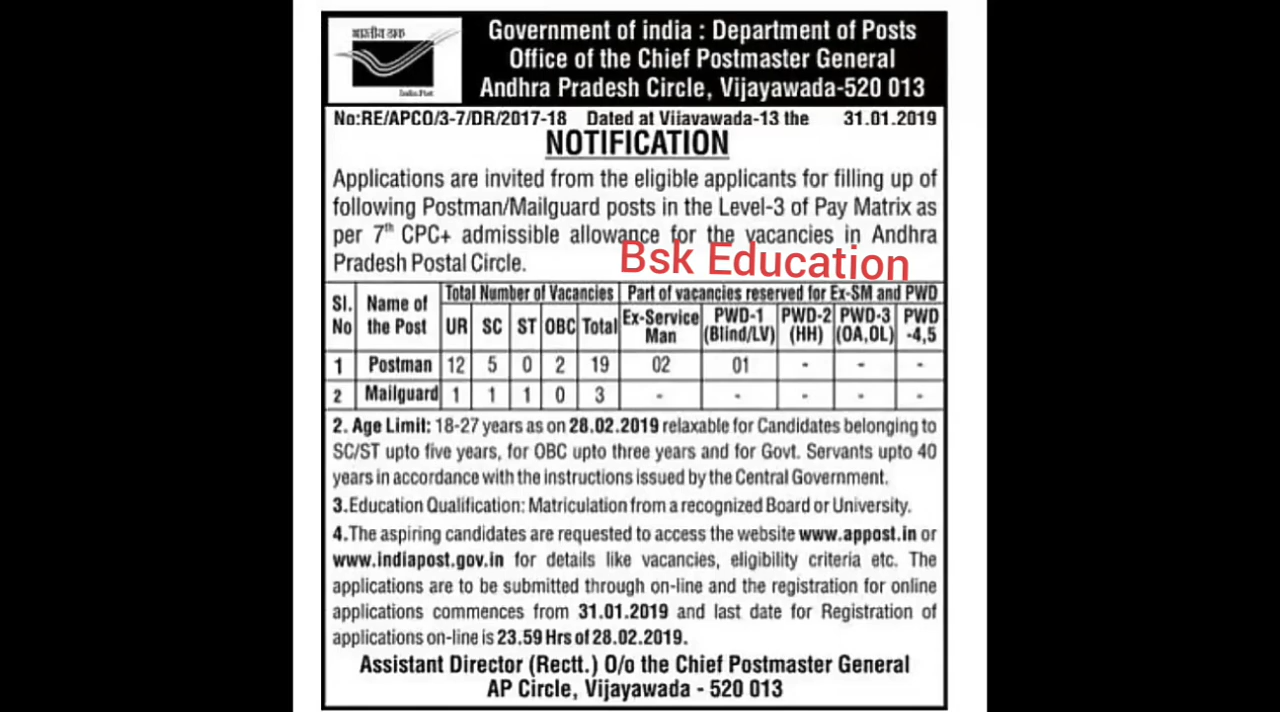 भारतीय डाक
India Post
Government of india : Department of Posts
Office of the Chief Postmaster General
Andhra Pradesh Circle, Vijayawada-520 013
No:RE/APCO/3-7/DR/2017-18 Dated at Vijayawada-13 the 31.01.2019
NOTIFICATION
Applications are invited from the eligible applicants for filling up of
following Postman/Mailguard posts in the Level-3 of Pay Matrix as
per 7th CPC+ admissible allowance for the vacancies in Andhra
Pradesh Postal Circle.
Bsk Education
Sl. No Name of the Post Total Number of Vacancies Part of vacancies reserved for Ex-SM and PWD
UR SC ST OBC Total Ex-Service Man PWD-1 (Blind/LV) PWD-2 (HH) PWD-3 (OA,OL) PWD -4,5
1 Postman 12 5 0 2 19 02 01 - - -
2 Mailguard 1 1 1 0 3 - - - - -
2. Age Limit: 18-27 years as on 28.02.2019 relaxable for Candidates belonging to
SC/ST upto five years, for OBC upto three years and for Govt. Servants upto 40
years in accordance with the instructions issued by the Central Government.
3.Education Qualification: Matriculation from a recognized Board or University.
4.The aspiring candidates are requested to access the website www.appost.in or
www.indiapost.gov.in for details like vacancies, eligibility criteria etc. The
applications are to be submitted through on-line and the registration for online
applications commences from 31.01.2019 and last date for Registration of
applications on-line is 23.59 Hrs of 28.02.2019.
Assistant Director (Rectt.) O/o the Chief Postmaster General
AP Circle, Vijayawada - 520 013